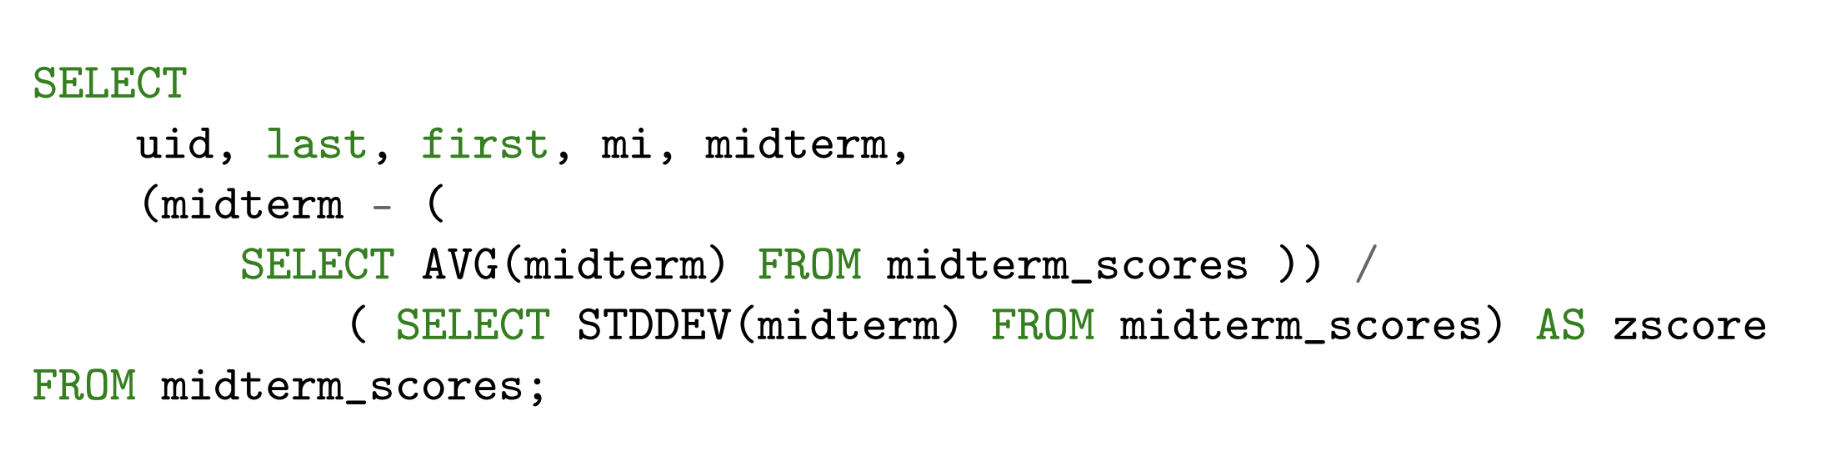 SELECT
    uid, last, first, mi, midterm,
    (midterm - (
        SELECT AVG(midterm) FROM midterm_scores )) /
            ( SELECT STDDEV(midterm) FROM midterm_scores) AS zscore
FROM midterm_scores;